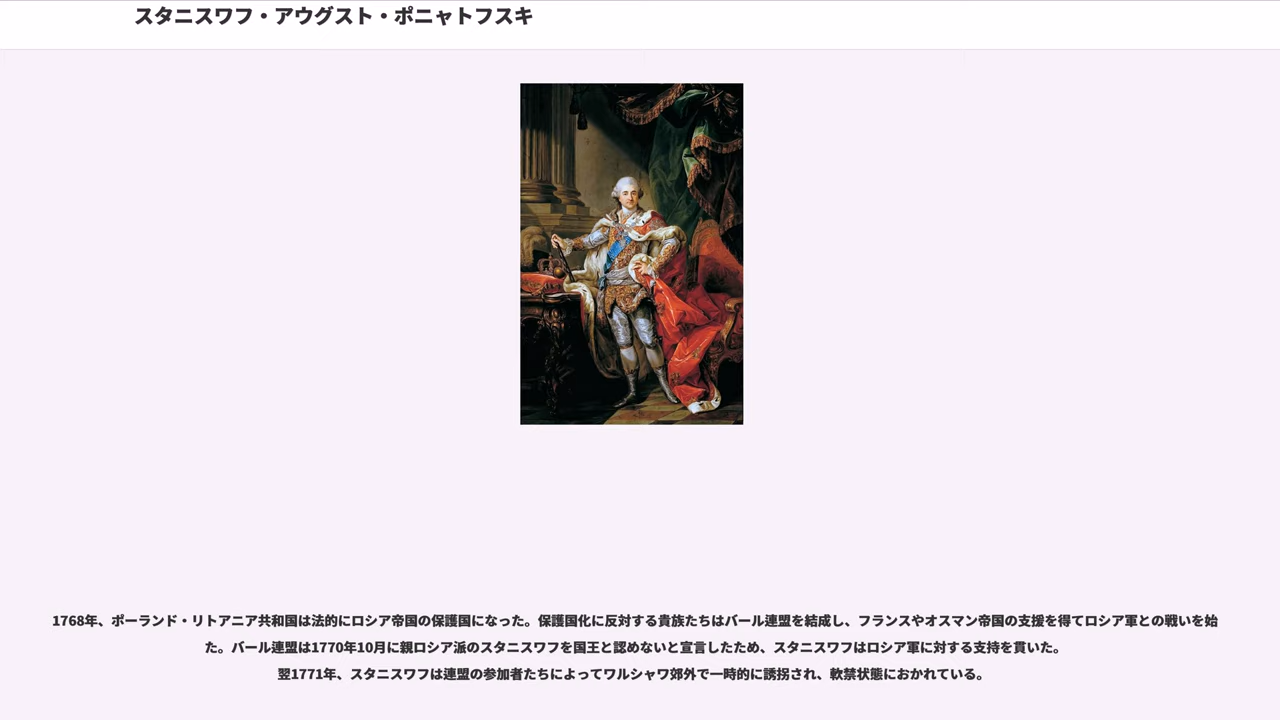 スタニスワフ・アウグスト・ポニャトフスキ
1768年、ポーランド・リトアニア共和国は法的にロシア帝国の保護国になった。保護国化に反対する貴族たちはバール連盟を結成し、フランスやオスマン帝国の支援を得てロシア軍との戦いを始
た。バール連盟は1770年10月に親ロシア派のスタニスワフを国王と認めないと宣言したため、スタニスワフはロシア軍に対する支持を貫いた。
翌1771年、スタニスワフは連盟の参加者たちによってワルシャワ郊外で一時的に誘拐され、軟禁状態におかれている。